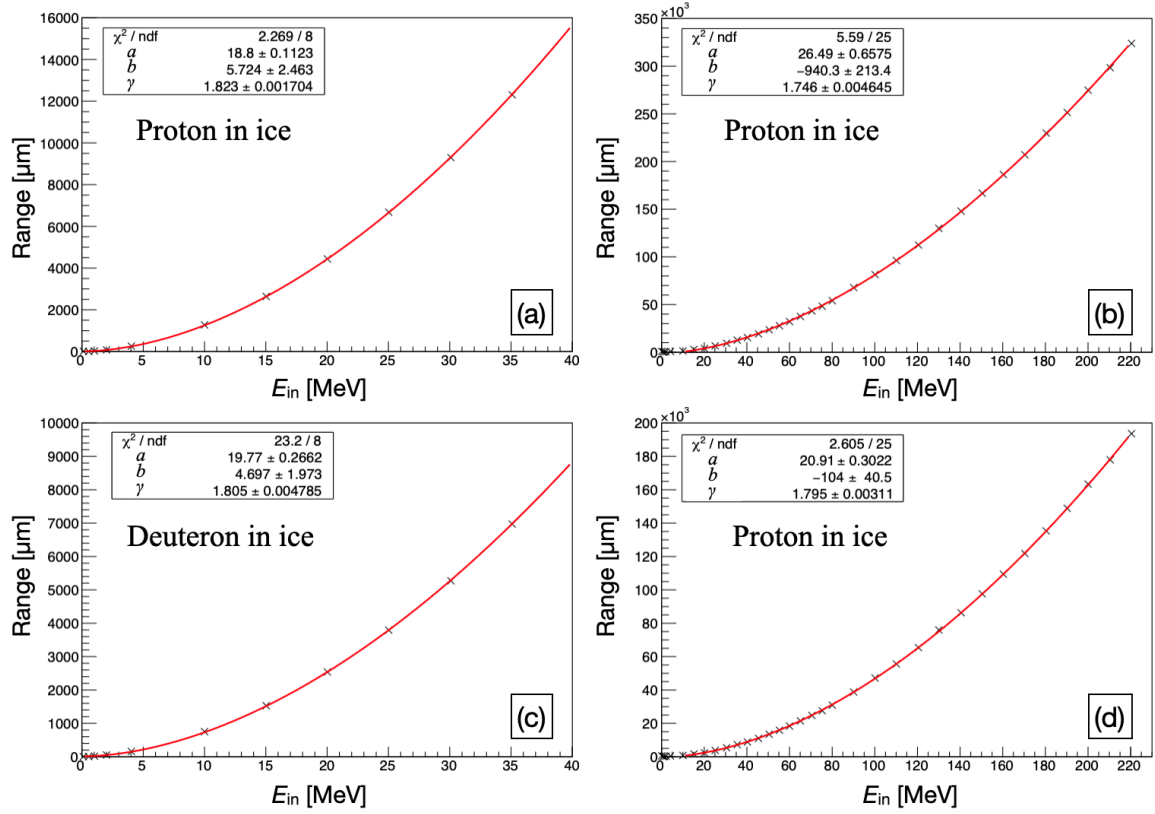 16000
14000
12000
10000
8000
6000
4000
2000
0
Range [μm]
χ² / ndf 2.269 / 8
a 18.8 ± 0.1123
b 5.724 ± 2.463
γ 1.823 ± 0.001704
Proton in ice
(a)
5 10 15 20 25 30 35 40
E_in [MeV]
×10³
350
300
250
200
150
100
50
0
Range [μm]
χ² / ndf 5.59 / 25
a 26.49 ± 0.6575
b −940.3 ± 213.4
γ 1.746 ± 0.004645
Proton in ice
(b)
0 20 40 60 80 100 120 140 160 180 200 220
E_in [MeV]
10000
9000
8000
7000
6000
5000
4000
3000
2000
1000
0
Range [μm]
χ² / ndf 23.2 / 8
a 19.77 ± 0.2662
b 4.697 ± 1.973
γ 1.805 ± 0.004785
Deuteron in ice
(c)
0 5 10 15 20 25 30 35 40
E_in [MeV]
×10³
200
180
160
140
120
100
80
60
40
20
0
Range [μm]
χ² / ndf 2.605 / 25
a 20.91 ± 0.3022
b −104 ± 40.5
γ 1.795 ± 0.00311
Proton in ice
(d)
0 20 40 60 80 100 120 140 160 180 200 220
E_in [MeV]